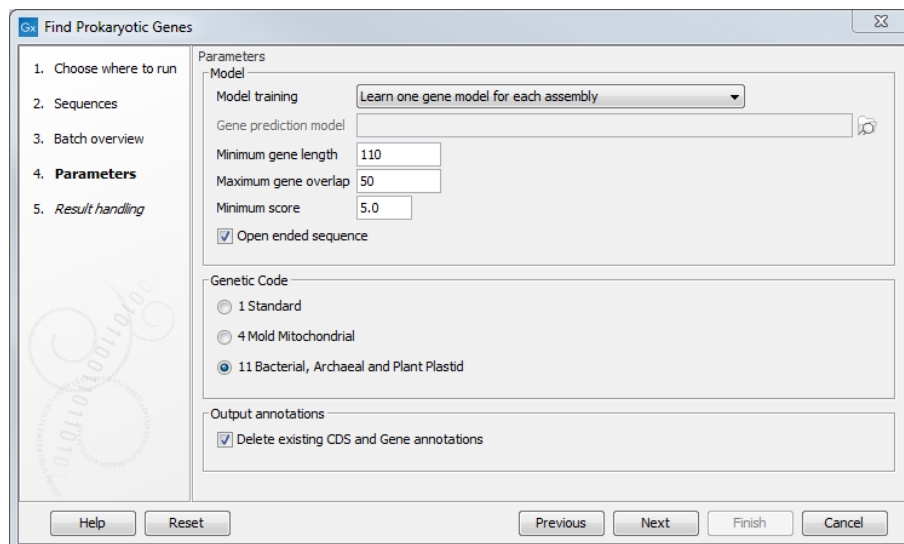 Gx Find Prokaryotic Genes
1. Choose where to run
2. Sequences
3. Batch overview
4. Parameters
5. Result handling
Parameters
Model
Model training Learn one gene model for each assembly
Gene prediction model
Minimum gene length 110
Maximum gene overlap 50
Minimum score 5.0
Open ended sequence
Genetic Code
1 Standard
4 Mold Mitochondrial
11 Bacterial, Archaeal and Plant Plastid
Output annotations
Delete existing CDS and Gene annotations
Help Reset Previous Next Finish Cancel